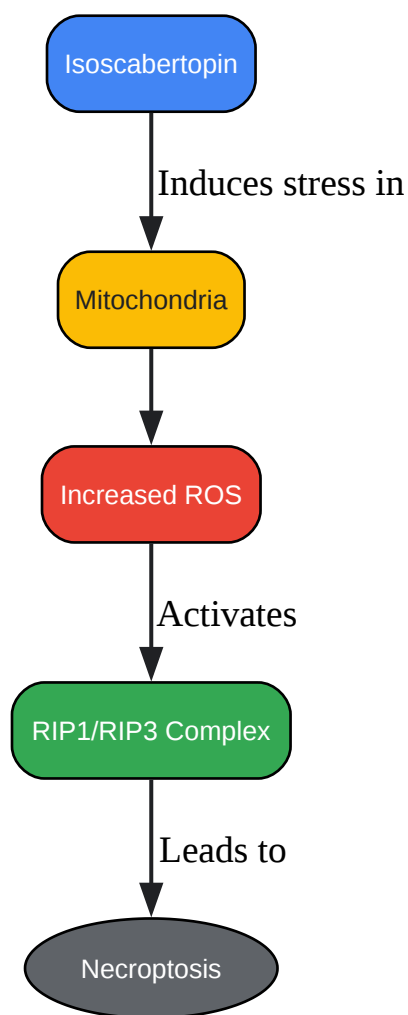 Isoscabertopin
Induces stress in
Mitochondria
Increased ROS
Activates
RIP1/RIP3 Complex
Leads to
Necroptosis